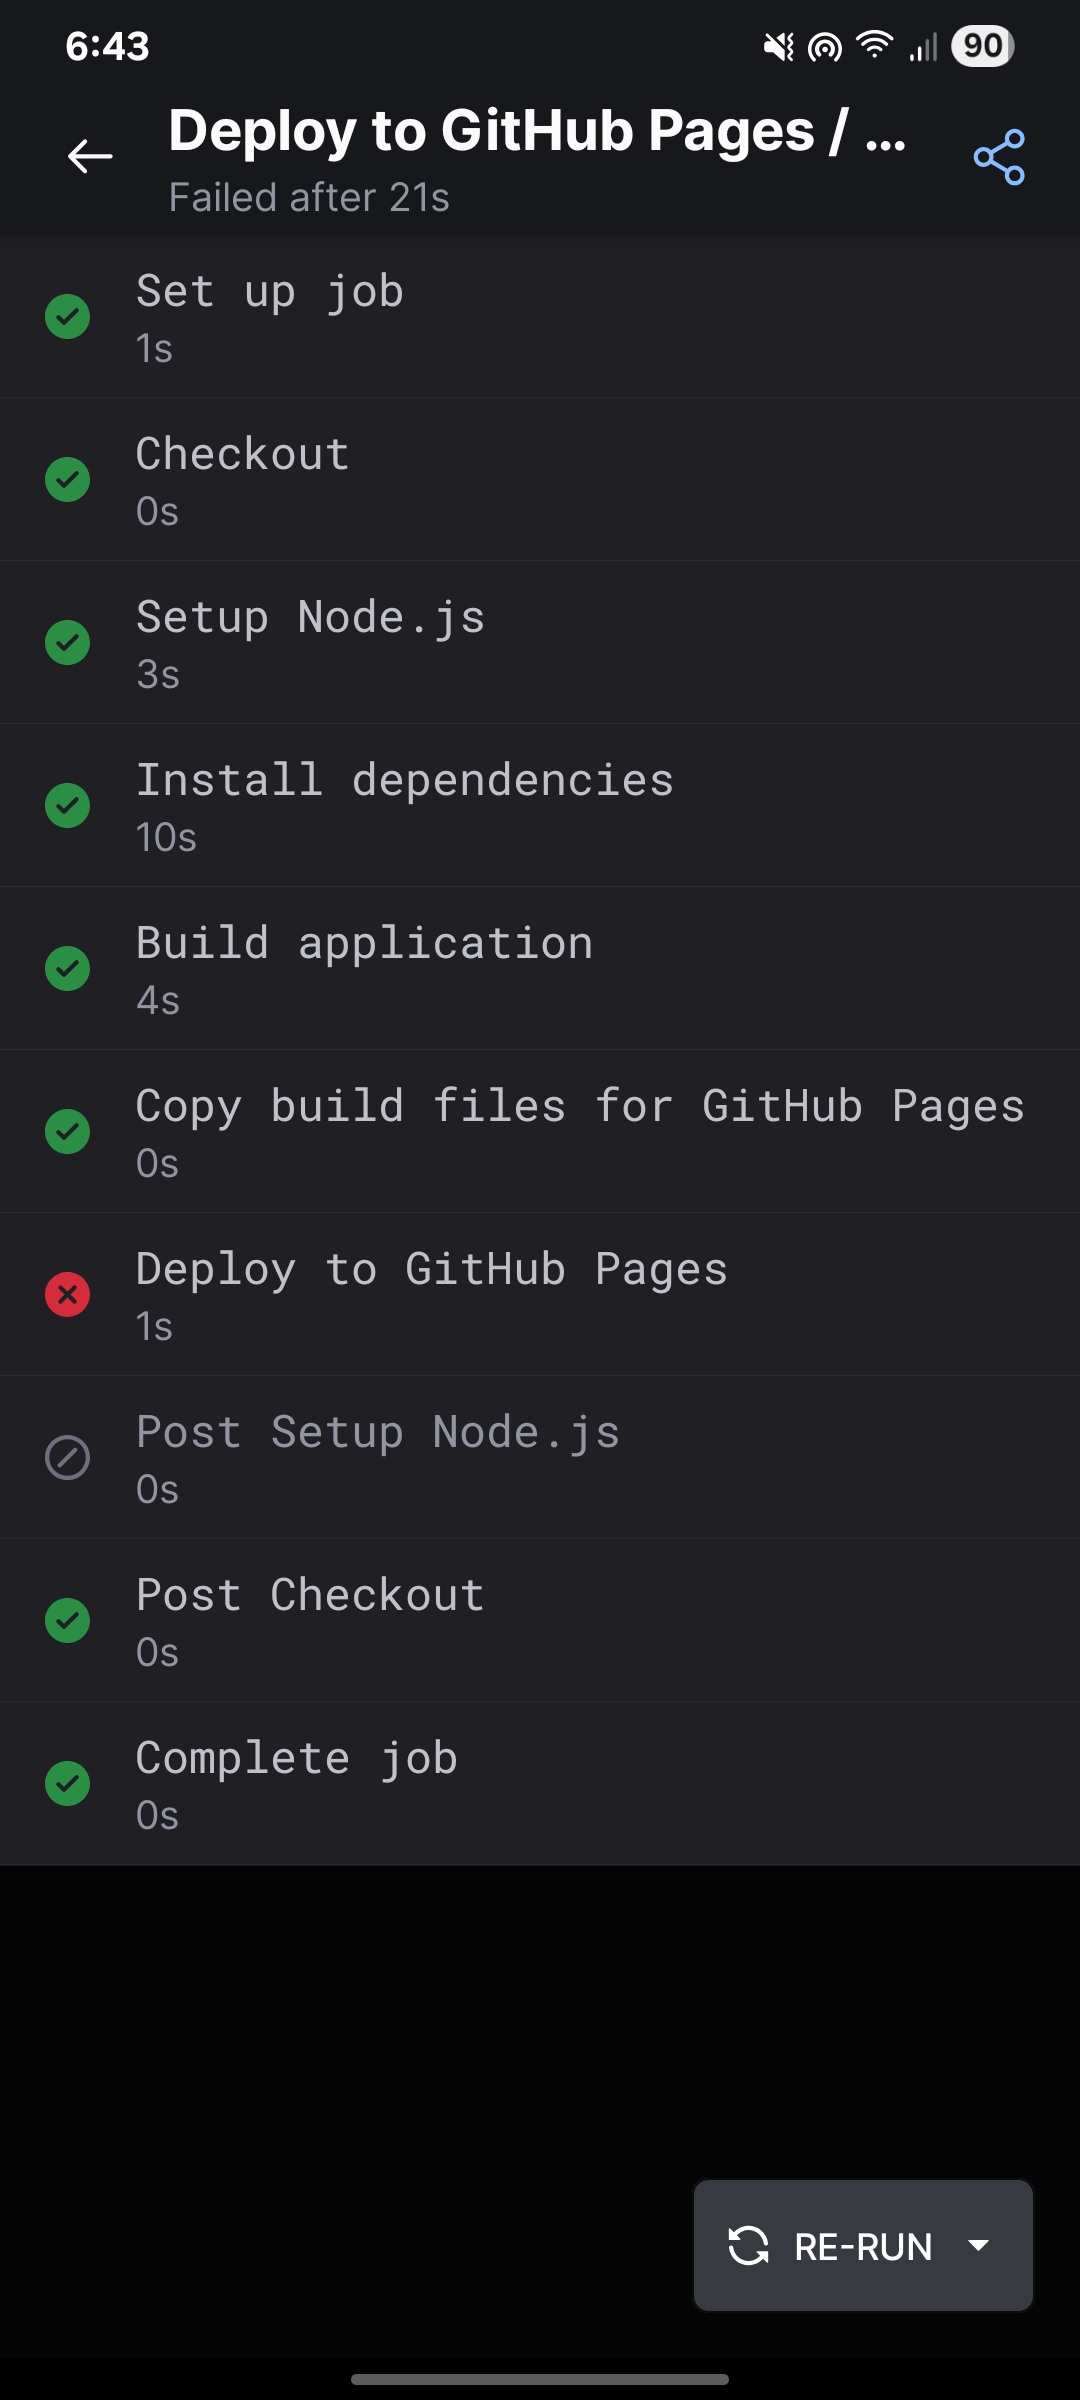 6:43
90
Deploy to GitHub Pages / ...
Failed after 21s
Set up job
1s
Checkout
0s
Setup Node.js
3s
Install dependencies
10s
Build application
4s
Copy build files for GitHub Pages
0s
Deploy to GitHub Pages
1s
Post Setup Node.js
0s
Post Checkout
0s
Complete job
0s
RE-RUN